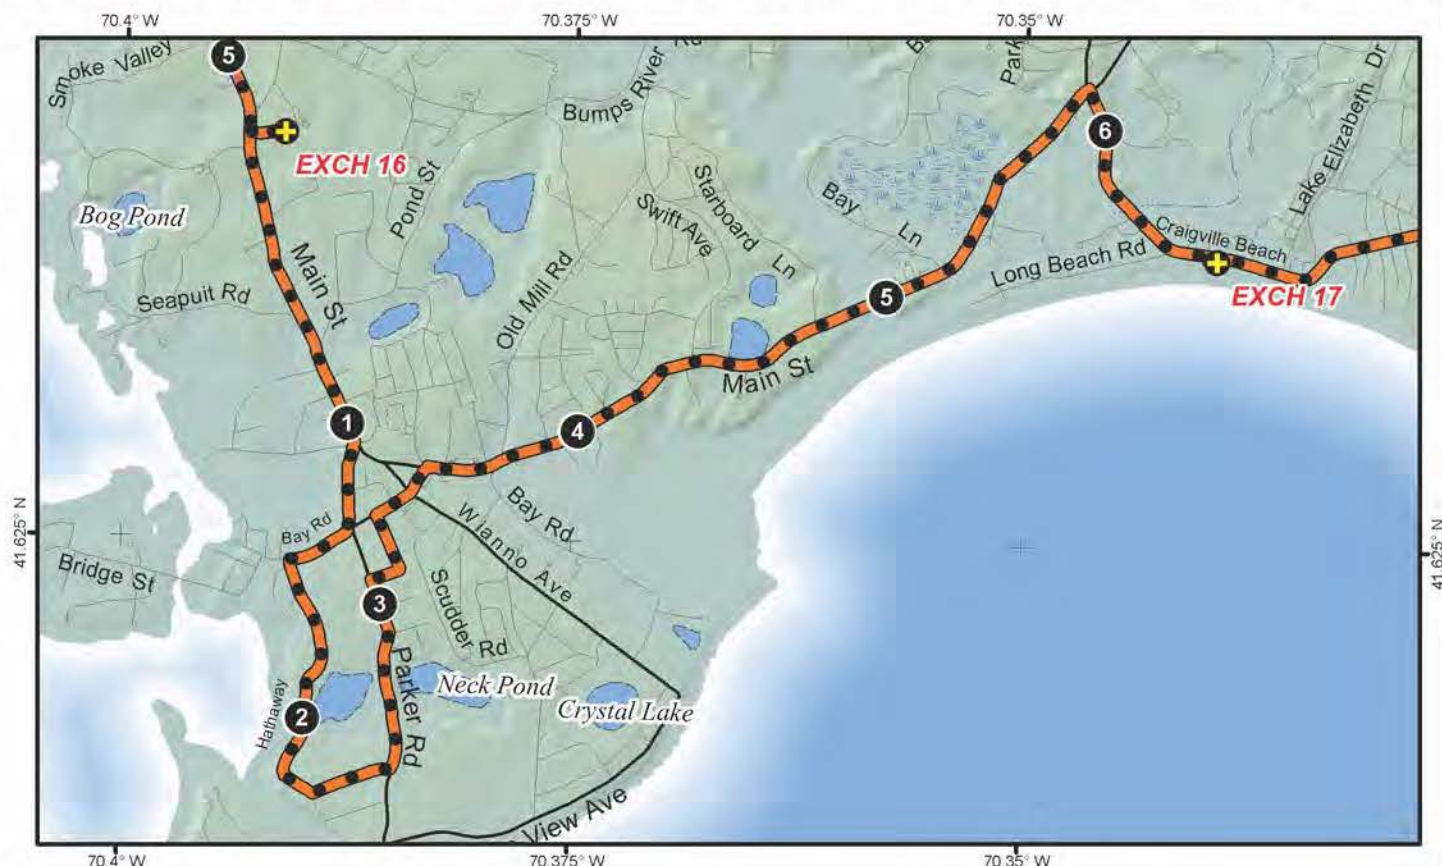 70.4° W
70.375° W
70.35° W
5
Smoke Valley
Bumps River
Park
6
EXCH 16
Pond St
Lake Elizabeth Dr
Bog Pond
Starboard Ln
Swift Ave
Bay Ln
Craigville Beach
Long Beach Rd
EXCH 17
Main St
Seapuit Rd
Old Mill Rd
5
Main St
1
4
41.625° N
41.625° N
Bay Rd
Bay Rd
Wianno Ave
Bridge St
Scudder Rd
3
Parker Rd
Neck Pond
Crystal Lake
Hathaway
2
View Ave
70.4° W
70.375° W
70.35° W